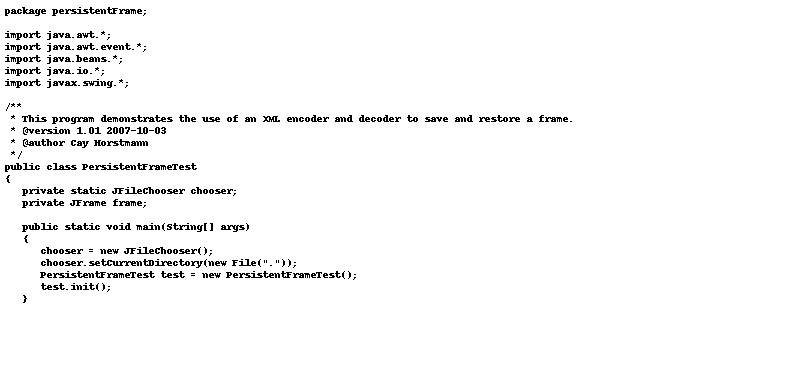 package persistentFrame;

import java.awt.*;
import java.awt.event.*;
import java.beans.*;
import java.io.*;
import javax.swing.*;

/**
 * This program demonstrates the use of an XML encoder and decoder to save and restore a frame.
 * @version 1.01 2007-10-03
 * @author Cay Horstmann
 */
public class PersistentFrameTest
{
   private static JFileChooser chooser;
   private JFrame frame;

   public static void main(String[] args)
   {
      chooser = new JFileChooser();
      chooser.setCurrentDirectory(new File("."));
      PersistentFrameTest test = new PersistentFrameTest();
      test.init();
   }